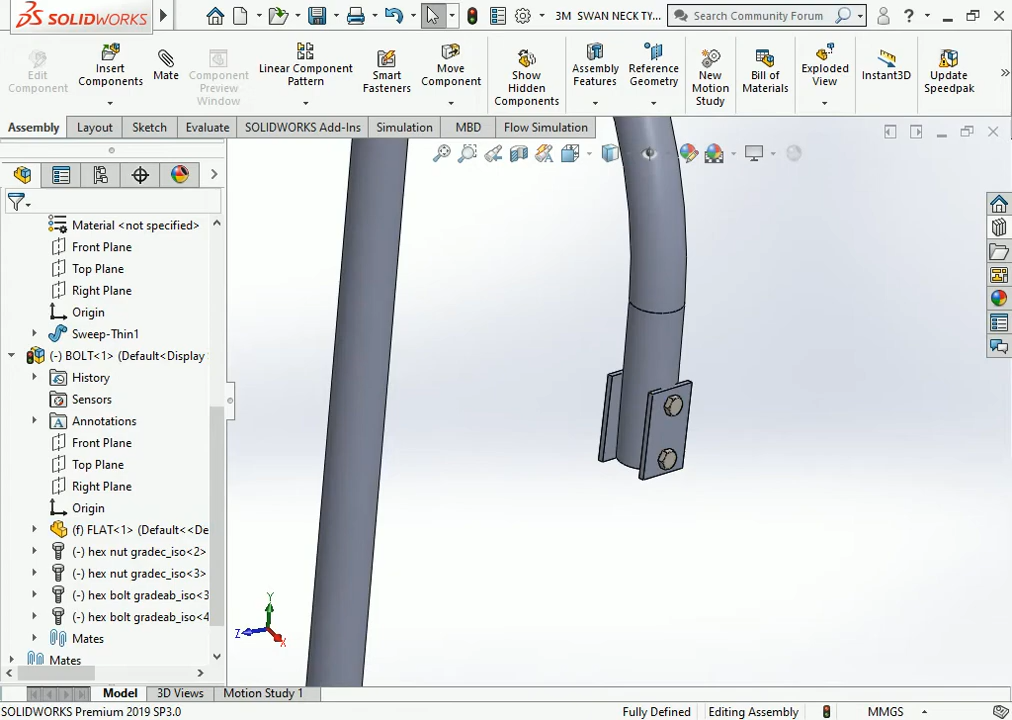 SOLIDWORKS
3M SWAN NECK TY...
Search Community Forum
?
Edit Component
Insert Components
Mate
Component Preview Window
Linear Component Pattern
Smart Fasteners
Move Component
Show Hidden Components
Assembly Features
Reference Geometry
New Motion Study
Bill of Materials
Exploded View
Instant3D
Update Speedpak
Assembly
Layout
Sketch
Evaluate
SOLIDWORKS Add-Ins
Simulation
MBD
Flow Simulation
Material <not specified>
Front Plane
Top Plane
Right Plane
Origin
Sweep-Thin1
(-) BOLT<1> (Default<Display
History
Sensors
Annotations
Front Plane
Top Plane
Right Plane
Origin
(f) FLAT<1> (Default<<De
(-) hex nut gradec_iso<2>
(-) hex nut gradec_iso<3>
(-) hex bolt gradeab_iso<3
(-) hex bolt gradeab_iso<4
Mates
Mates
Y
Z
X
Model
3D Views
Motion Study 1
SOLIDWORKS Premium 2019 SP3.0
Fully Defined
Editing Assembly
MMGS